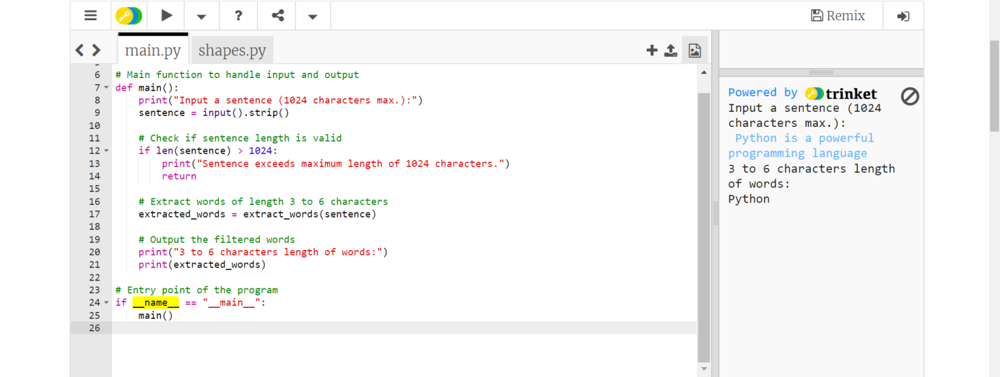 ? Remix
main.py shapes.py
6 # Main function to handle input and output
7 def main():
8 print("Input a sentence (1024 characters max.):")
9 sentence = input().strip()
10
11 # Check if sentence length is valid
12 if len(sentence) > 1024:
13 print("Sentence exceeds maximum length of 1024 characters.")
14 return
15
16 # Extract words of length 3 to 6 characters
17 extracted_words = extract_words(sentence)
18
19 # Output the filtered words
20 print("3 to 6 characters length of words:")
21 print(extracted_words)
22
23 # Entry point of the program
24 if __name__ == "__main__":
25 main()
26
Powered by trinket
Input a sentence (1024
characters max.):
Python is a powerful
programming language
3 to 6 characters length
of words:
Python